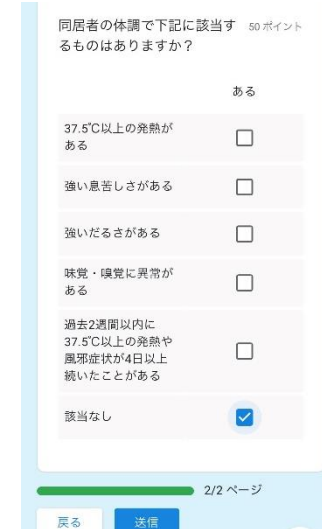 同居者の体調で下記に該当す 50 ポイント
るものはありますか？
ある
37.5℃以上の発熱が
ある
強い息苦しさがある
強いだるさがある
味覚・嗅覚に異常が
ある
過去2週間以内に
37.5℃以上の発熱や
風邪症状が4日以上
続いたことがある
該当なし
2/2 ページ
戻る 送信